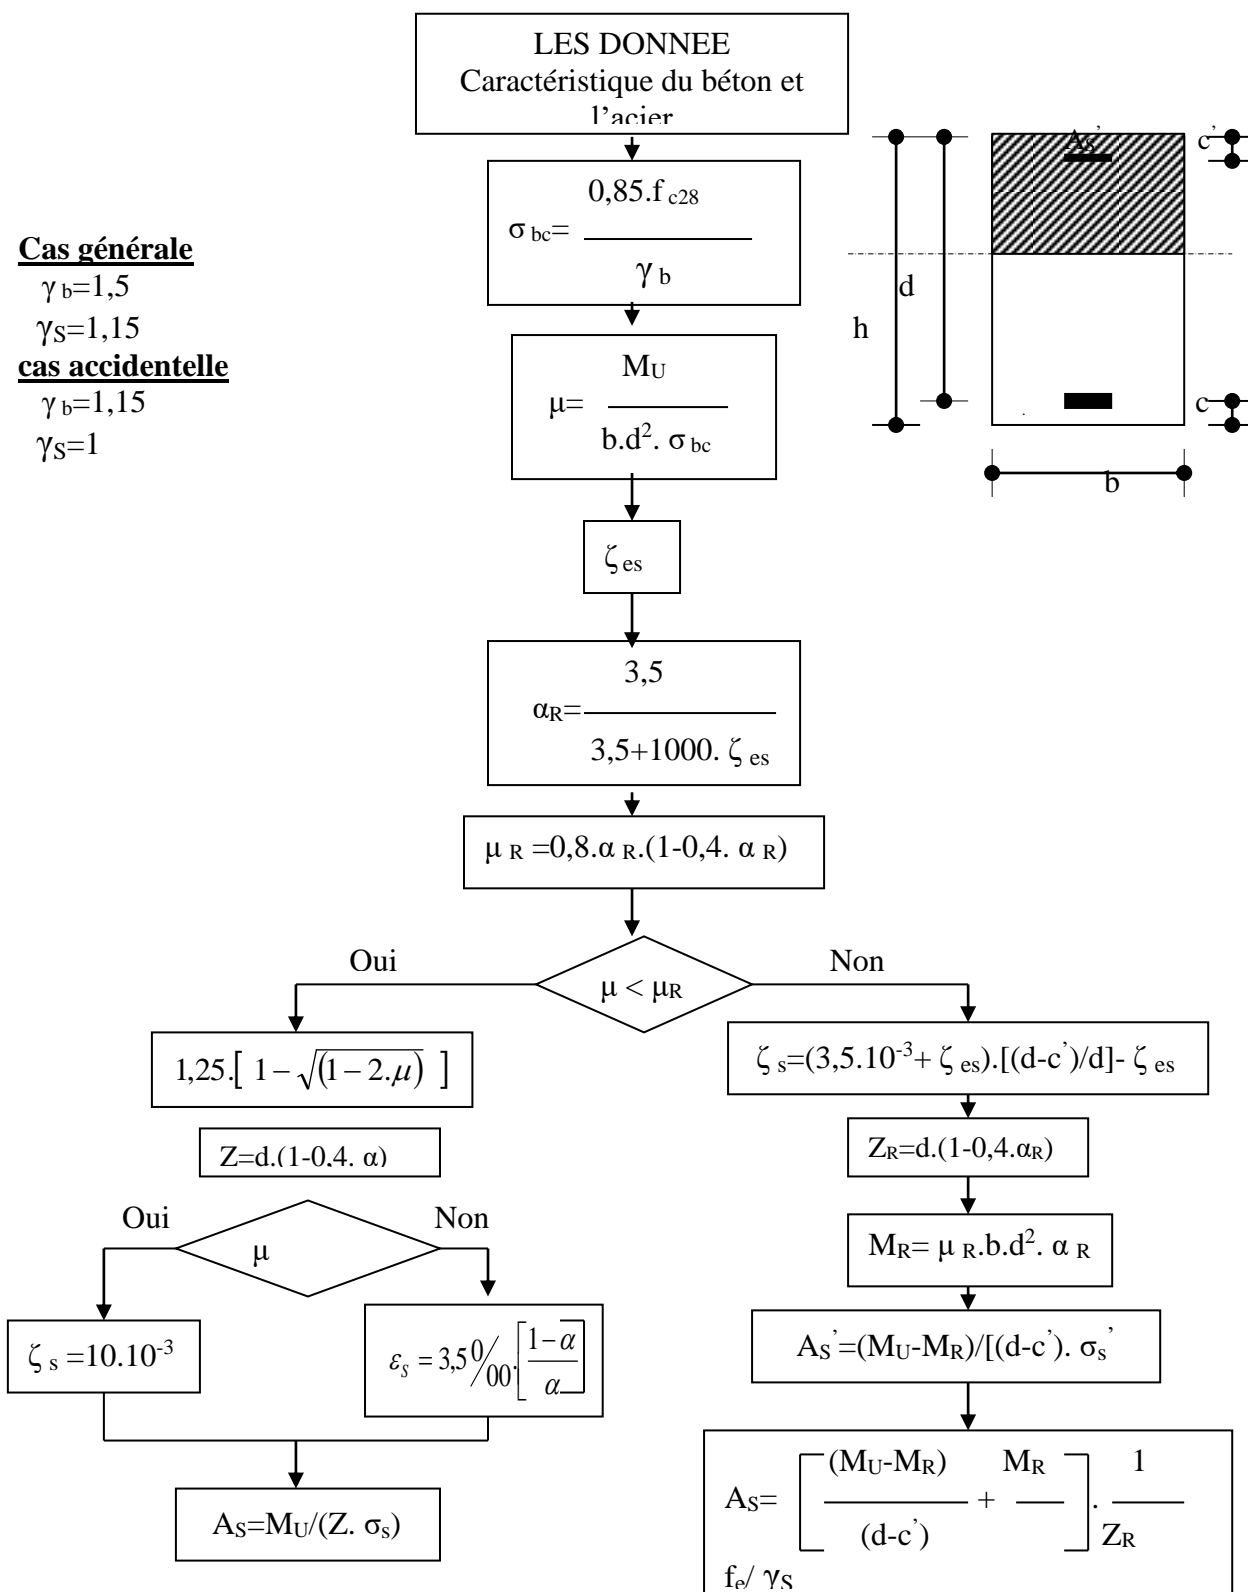 LES DONNEE
Caractéristique du béton et
l'acier
0,85.f c28
σ bc=
γ b
Cas générale
γ b=1,5
γS=1,15
cas accidentelle
γ b=1,15
γS=1
As'
c'
d
h
c
b
MU
μ=
b.d². σ bc
ζ es
3,5
αR=
3,5+1000. ζ es
μ R =0,8.α R.(1-0,4. α R)
Oui
μ < μR
Non
1,25.[ 1−√(1−2.μ) ]
ζ s=(3,5.10⁻³+ ζ es).[(d-c')/d]- ζ es
Z=d.(1-0,4. α)
ZR=d.(1-0,4.αR)
Oui
μ
Non
MR= μ R.b.d². α R
ζ s =10.10⁻³
εS = 3,5 0/00.[1−α/α]
AS'=(MU-MR)/[(d-c'). σs'
AS=MU/(Z. σs)
(MU-MR) MR 1
AS= [ + ] .
(d-c') ZR
fe/ γS